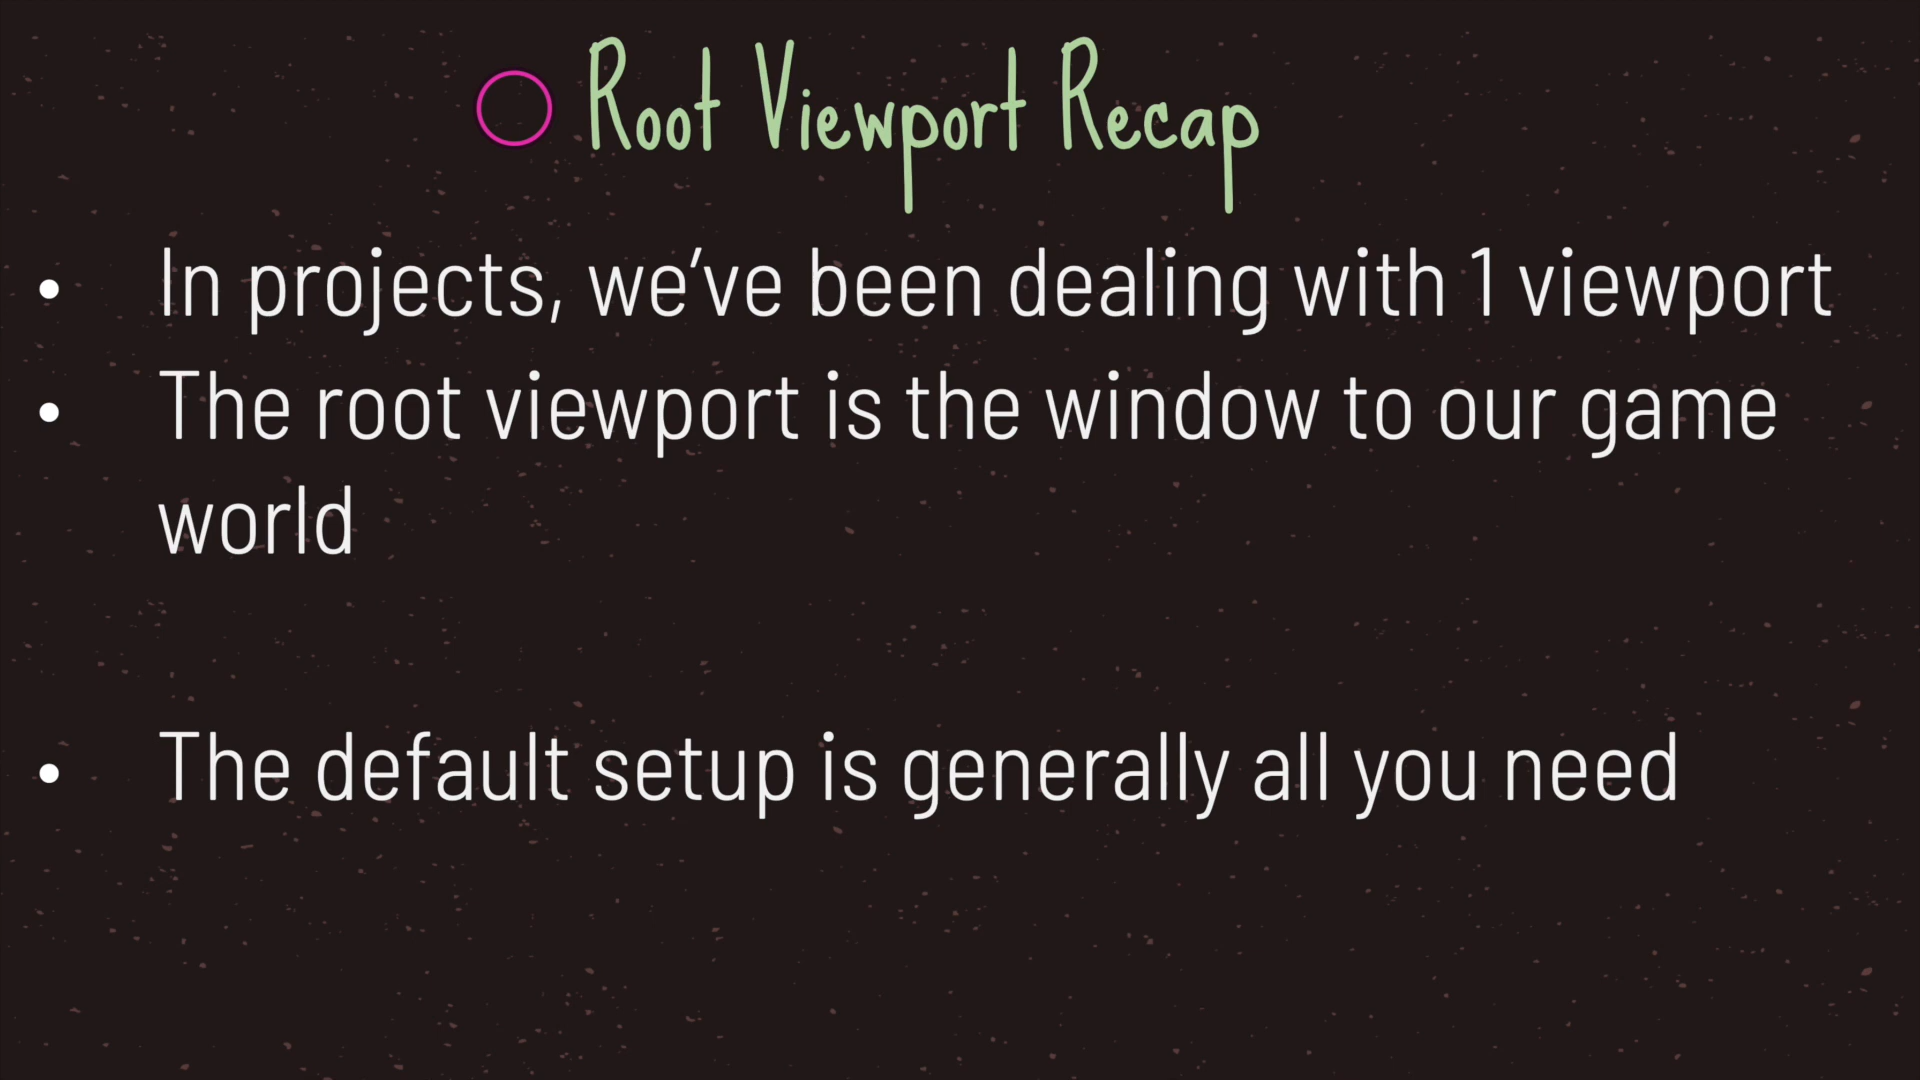 Root Viewport Recap
• In projects, we’ve been dealing with 1 viewport
• The root viewport is the window to our game
world
• The default setup is generally all you need